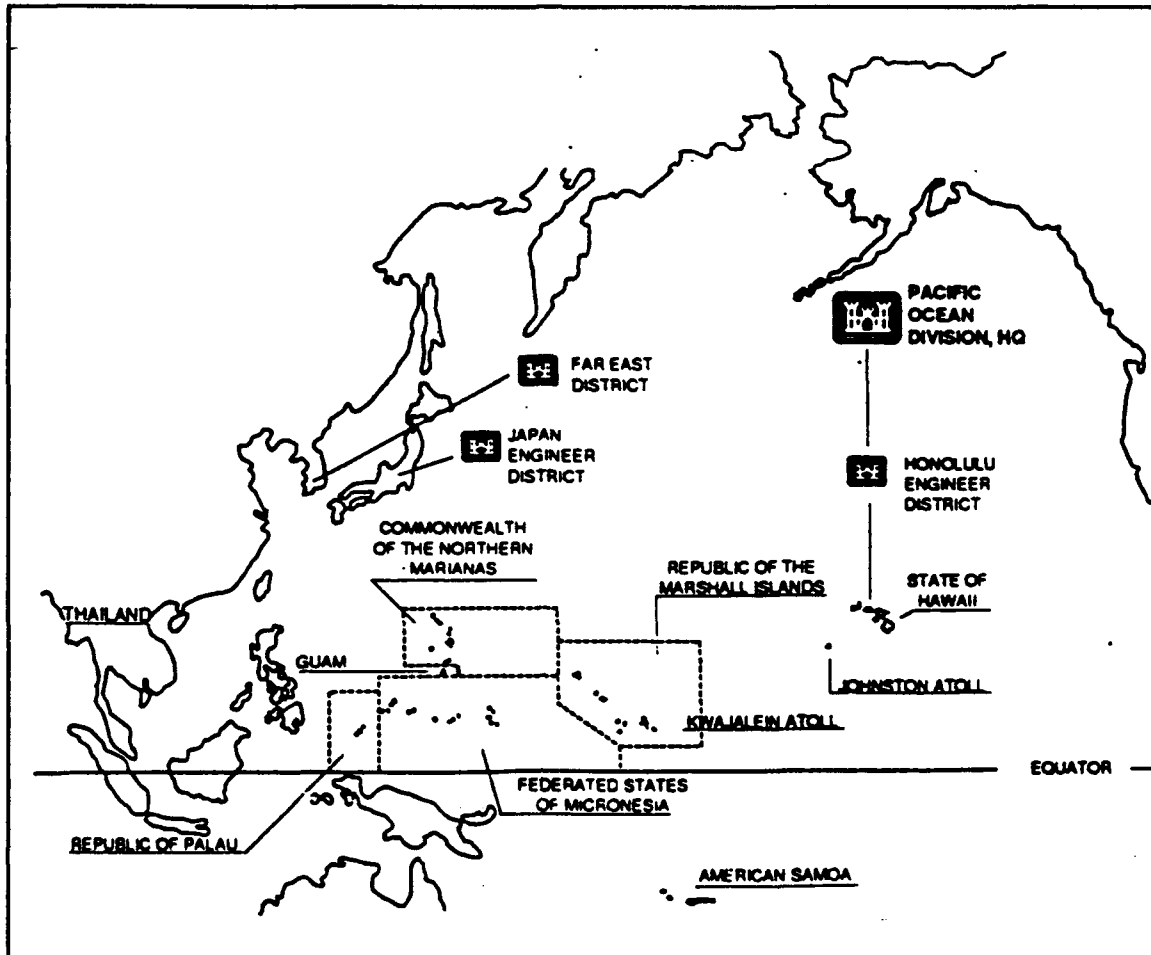 PACIFIC
OCEAN
DIVISION, HQ
FAR EAST
DISTRICT
JAPAN
ENGINEER
DISTRICT
HONOLULU
ENGINEER
DISTRICT
COMMONWEALTH
OF THE NORTHERN
MARIANAS
REPUBLIC OF THE
MARSHALL ISLANDS
STATE OF
HAWAII
THAILAND
GUAM
JOHNSTON ATOLL
KWAJALEIN ATOLL
EQUATOR
FEDERATED STATES
OF MICRONESIA
REPUBLIC OF PALAU
AMERICAN SAMOA